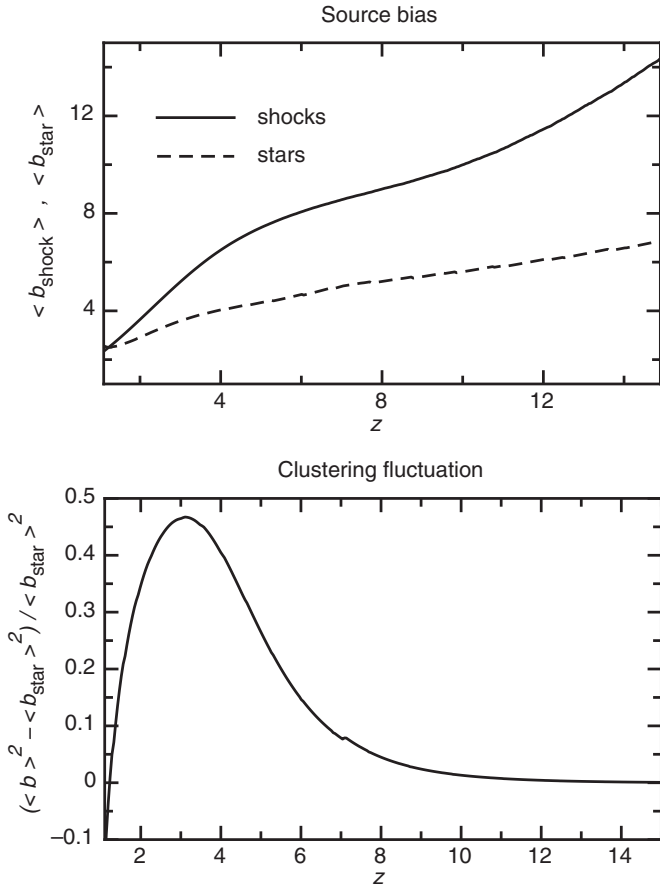 Source bias
< b_shock > , < b_star >
12
8
4
shocks
stars
4
8
12
z
Clustering fluctuation
(< b >^2 – < b_star >^2) / < b_star >^2
0.5
0.4
0.3
0.2
0.1
0
–0.1
2
4
6
8
10
12
14
z